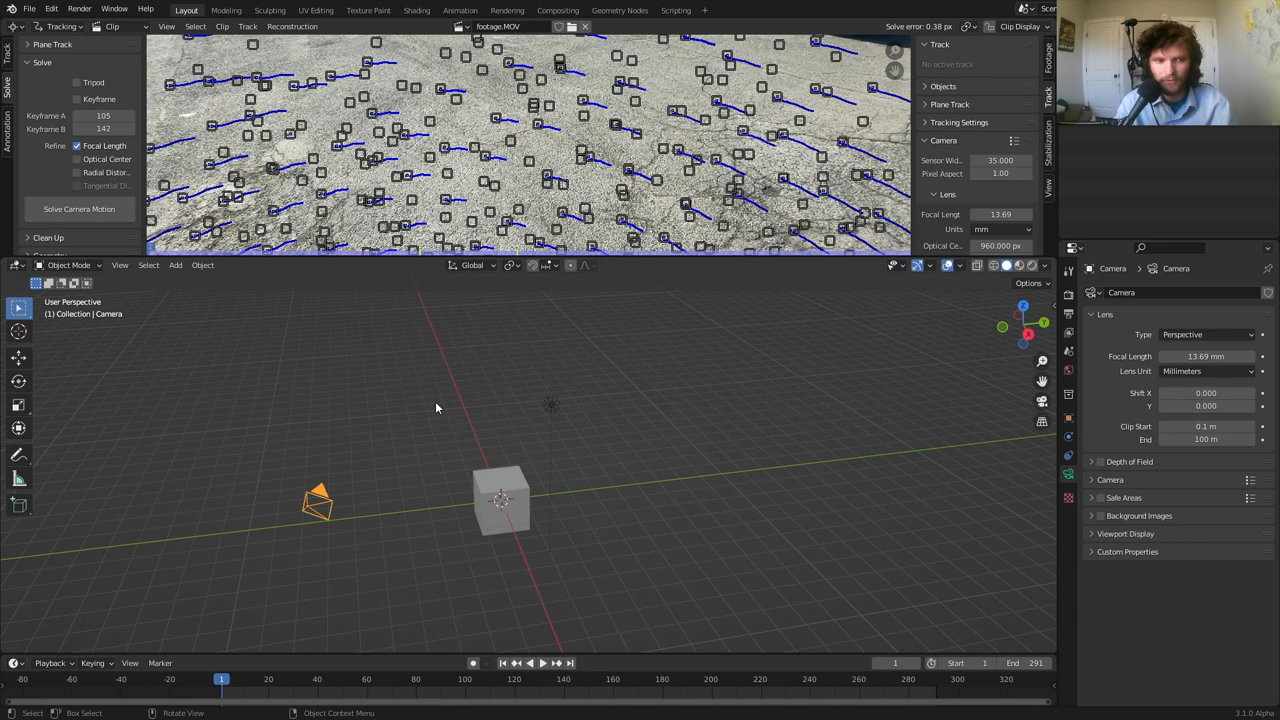 File Edit Render Window Help
Layout Modeling Sculpting UV Editing Texture Paint Shading Animation Rendering Compositing Geometry Nodes Scripting +
Scen
Tracking Clip View Select Clip Track Reconstruction footage.MOV Solve error: 0.38 px Clip Display
Track
Solve
Annotation
Plane Track
Solve
Tripod
Keyframe
Keyframe A 105
Keyframe B 142
Refine Focal Length
Optical Center
Radial Distor...
Tangential Di...
Solve Camera Motion
Clean Up
Track
No active track
Objects
Plane Track
Tracking Settings
Camera
Sensor Wid... 35.000
Pixel Aspect 1.00
Lens
Focal Lengt 13.69
Units mm
Optical Ce... 960.000 px
Footage
Track
Stabilization
View
Object Mode View Select Add Object Global
Options
User Perspective
(1) Collection | Camera
Z
Y
X
Camera Camera
Camera
Lens
Type Perspective
Focal Length 13.69 mm
Lens Unit Millimeters
Shift X 0.000
Y 0.000
Clip Start 0.1 m
End 100 m
Depth of Field
Camera
Safe Areas
Background Images
Viewport Display
Custom Properties
Playback Keying View Marker 1 Start 1 End 291
-80 -60 -40 -20 1 20 40 60 80 100 120 140 160 180 200 220 240 260 280 300 320
Select Box Select Rotate View Object Context Menu 3.1.0 Alpha